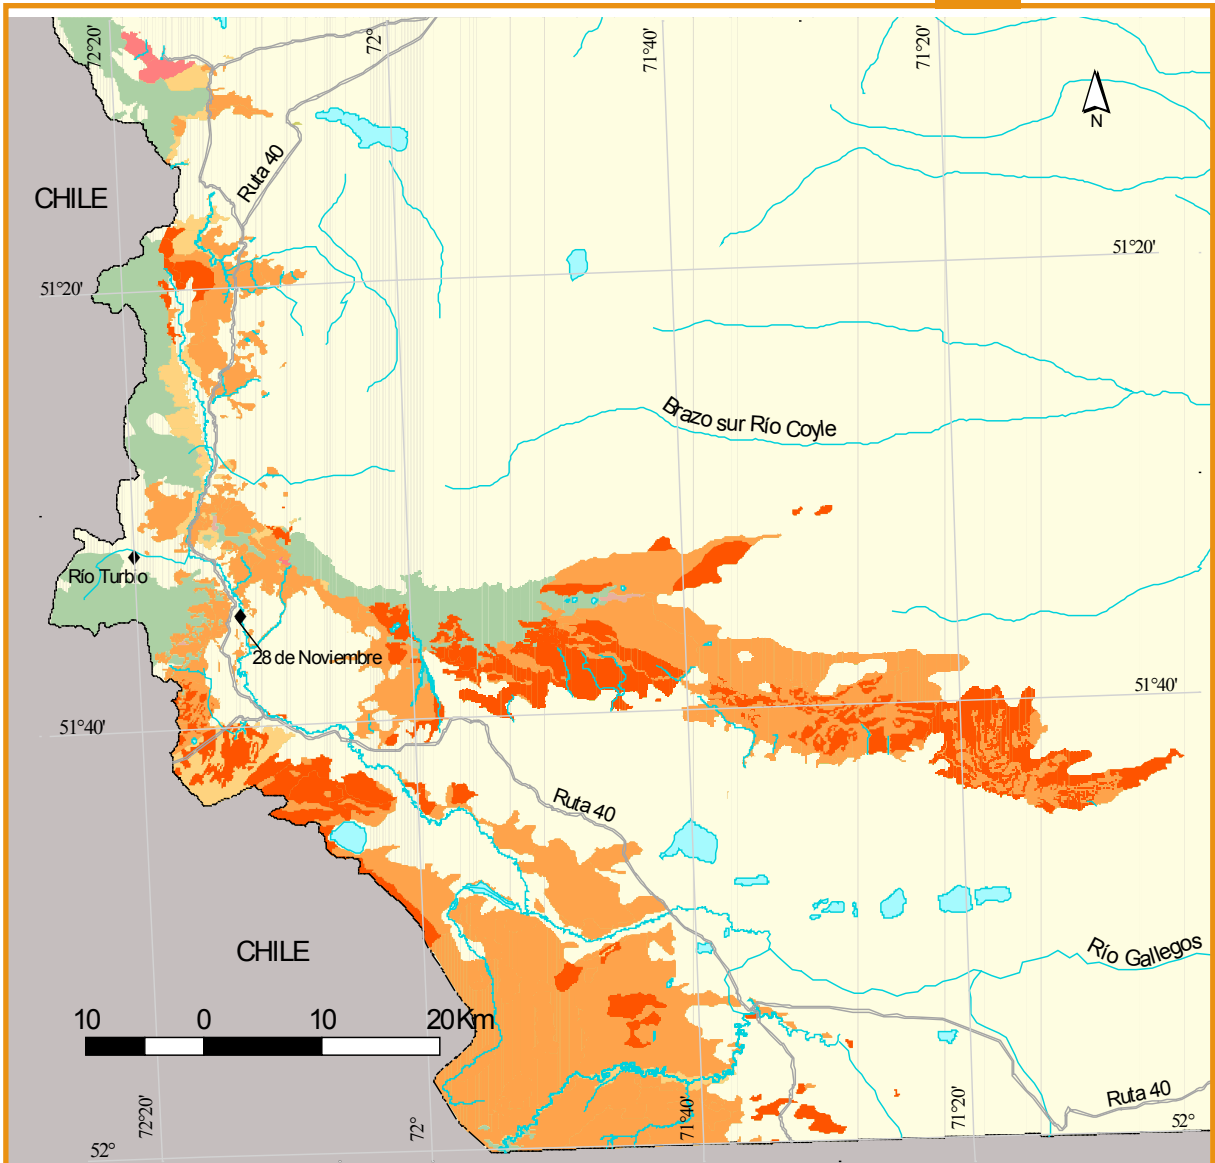 72°20'
72°
71°40'
71°20'
N
Ruta 40
CHILE
51°20'
51°20'
Brazo sur Río Coyle
Río Turbio
28 de Noviembre
51°40'
51°40'
Ruta 40
CHILE
Río Gallegos
10 0 10 20Km
Ruta 40
72°20'
72°
71°40'
71°20'
52°
52°